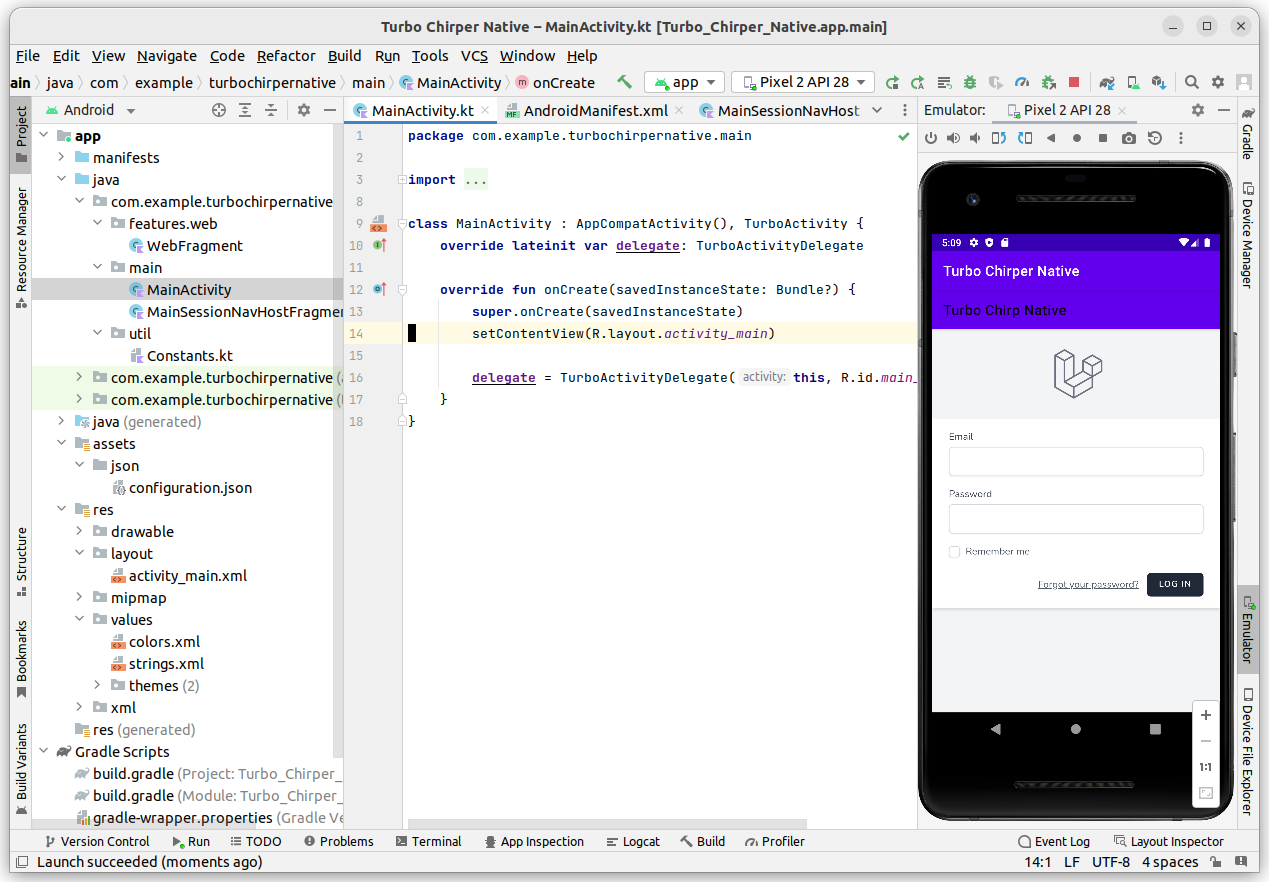 Turbo Chirper Native – MainActivity.kt [Turbo_Chirper_Native.app.main]
File Edit View Navigate Code Refactor Build Run Tools VCS Window Help
ain java com example turbochirpernative main MainActivity onCreate app Pixel 2 API 28
Project
Resource Manager
Structure
Bookmarks
Build Variants
Android
app
manifests
java
com.example.turbochirpernative
features.web
WebFragment
main
MainActivity
MainSessionNavHostFragme
util
Constants.kt
com.example.turbochirpernative (
com.example.turbochirpernative (
java (generated)
assets
json
configuration.json
res
drawable
layout
activity_main.xml
mipmap
values
colors.xml
strings.xml
themes (2)
xml
res (generated)
Gradle Scripts
build.gradle (Project: Turbo_Chirper_
build.gradle (Module: Turbo_Chirper_
gradle-wrapper.properties (Gradle Ve
MainActivity.kt AndroidManifest.xml MainSessionNavHost
1 package com.example.turbochirpernative.main
2
3 import ...
8
9 class MainActivity : AppCompatActivity(), TurboActivity {
10 override lateinit var delegate: TurboActivityDelegate
11
12 override fun onCreate(savedInstanceState: Bundle?) {
13 super.onCreate(savedInstanceState)
14 setContentView(R.layout.activity_main)
15
16 delegate = TurboActivityDelegate( activity: this, R.id.main_
17 }
18 }
Emulator: Pixel 2 API 28
5:09
Turbo Chirper Native
Turbo Chirp Native
Email
Password
Remember me
Forgot your password? LOG IN
1:1
Gradle
Device Manager
Emulator
Device File Explorer
Version Control Run TODO Problems Terminal App Inspection Logcat Build Profiler Event Log Layout Inspector
Launch succeeded (moments ago) 14:1 LF UTF-8 4 spaces